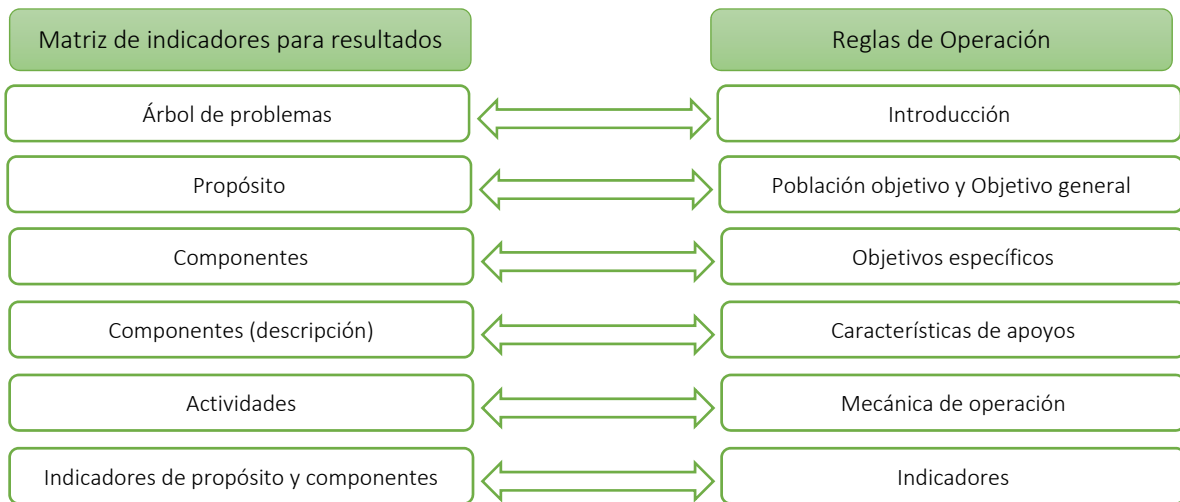 Matriz de indicadores para resultados
Reglas de Operación
Árbol de problemas
Introducción
Propósito
Población objetivo y Objetivo general
Componentes
Objetivos específicos
Componentes (descripción)
Características de apoyos
Actividades
Mecánica de operación
Indicadores de propósito y componentes
Indicadores